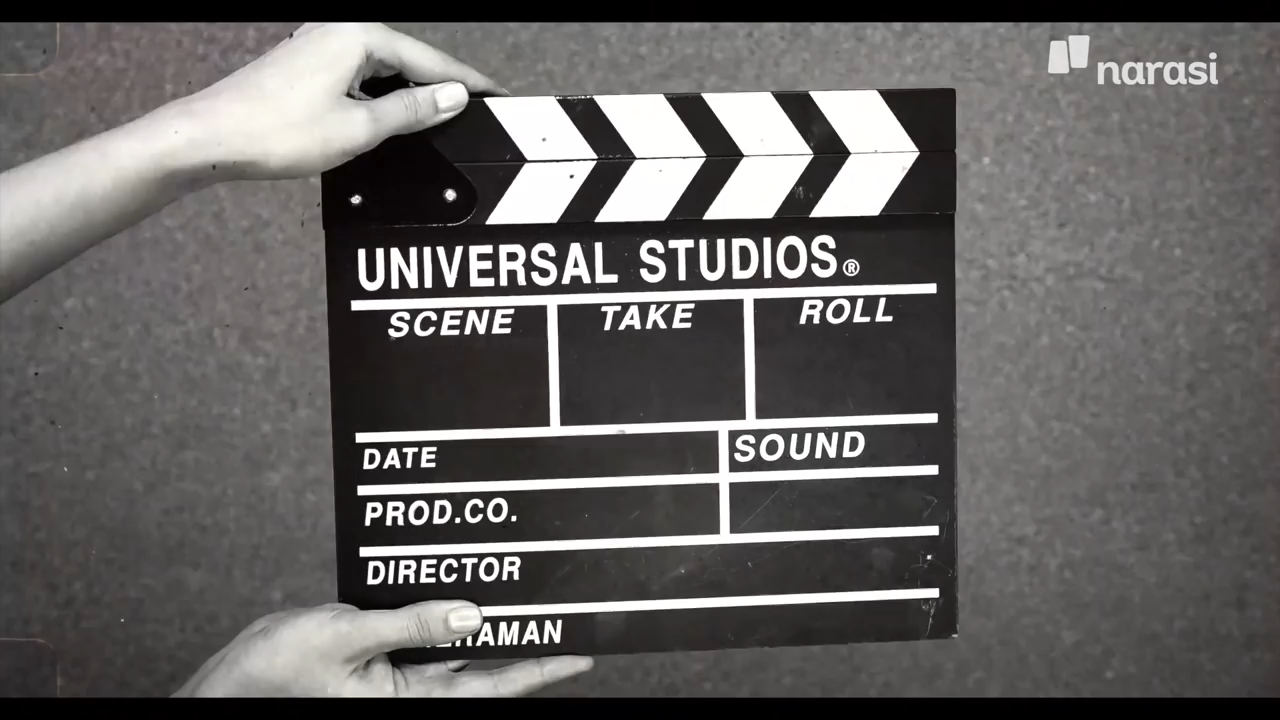 narasi
UNIVERSAL STUDIOS®
SCENE TAKE ROLL
DATE SOUND
PROD.CO.
DIRECTOR